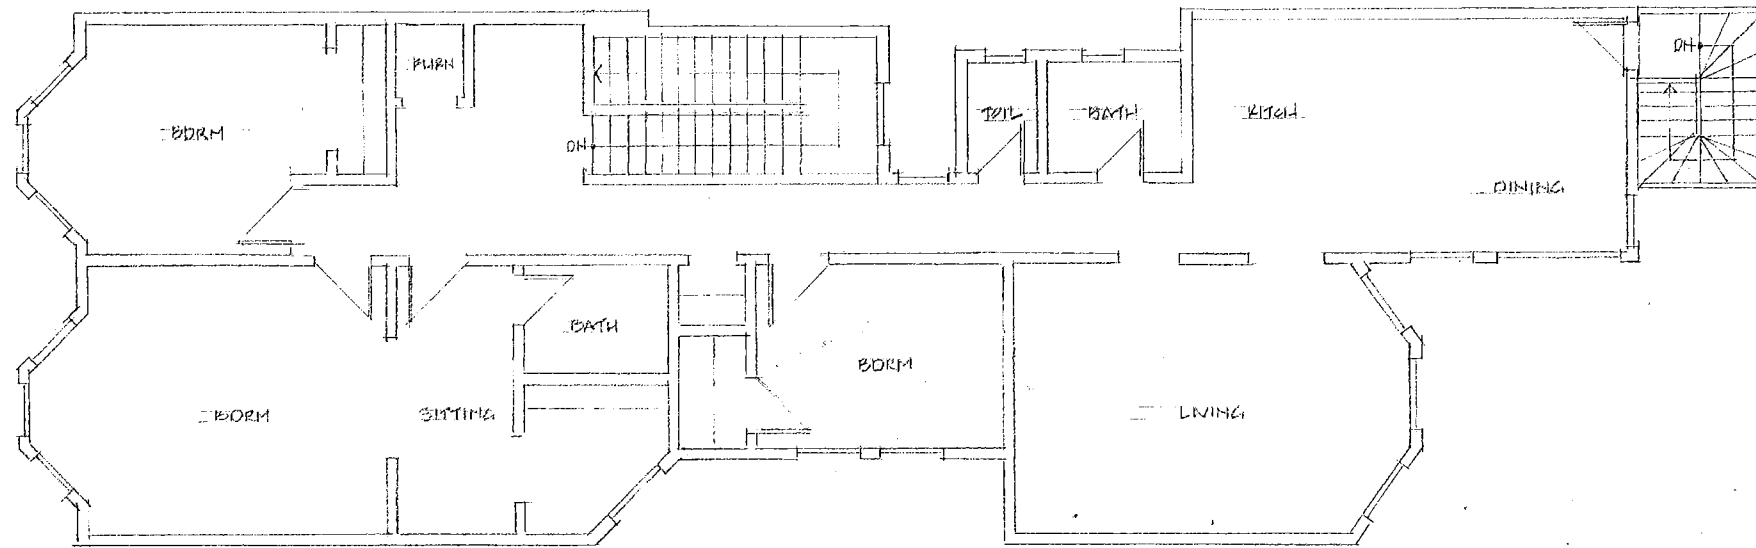 DN
FURN
TOIL
BATH
KITCH
BDRM
DN
DINING
BATH
BDRM
BDRM
SITTING
LIVING